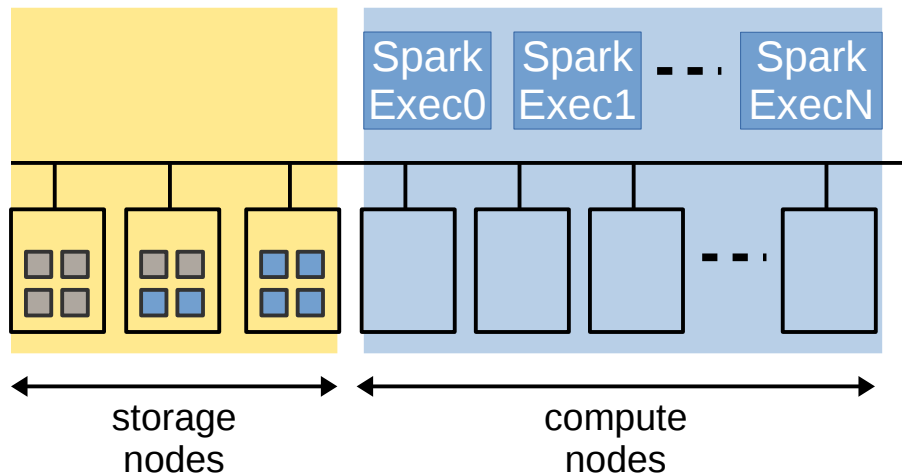 Spark
Exec0
Spark
Exec1
Spark
ExecN
storage
nodes
compute
nodes